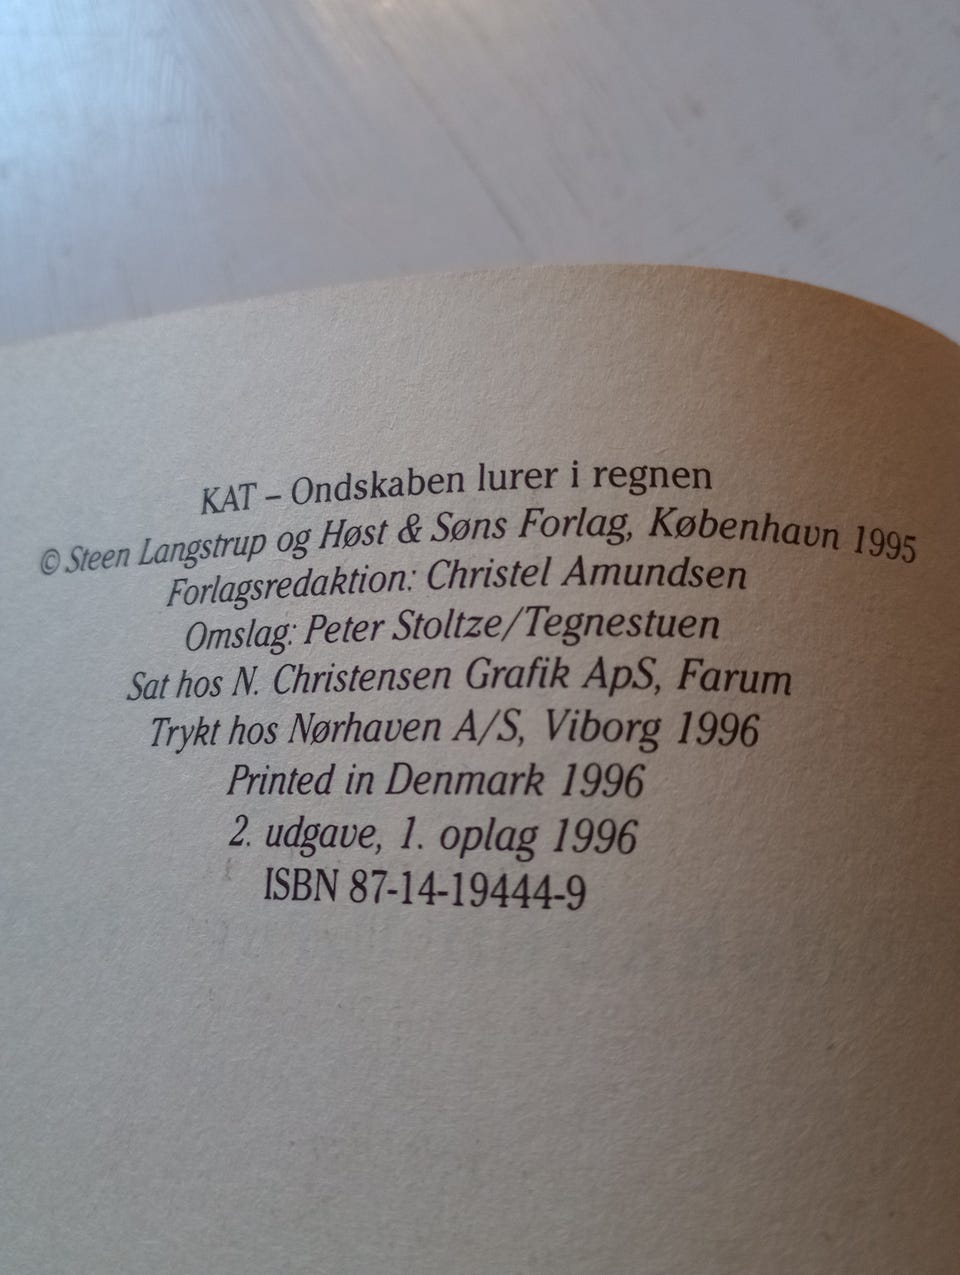 KAT – Ondskaben lurer i regnen
© Steen Langstrup og Høst & Søns Forlag, København 1995
Forlagsredaktion: Christel Amundsen
Omslag: Peter Stoltze/Tegnestuen
Sat hos N. Christensen Grafik ApS, Farum
Trykt hos Nørhaven A/S, Viborg 1996
Printed in Denmark 1996
2. udgave, 1. oplag 1996
ISBN 87-14-19444-9